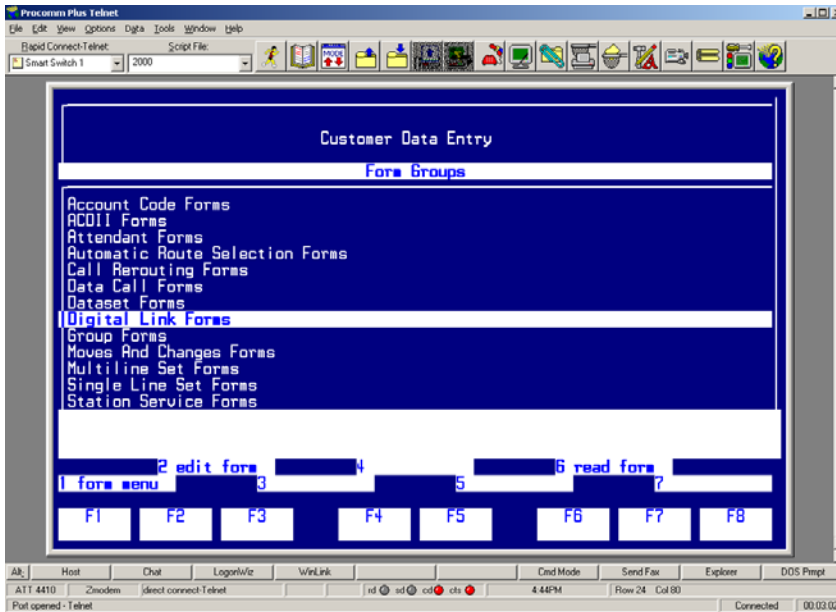 Procomm Plus Telnet
File Edit View Options Data Tools Window Help
Rapid Connect-Telnet: Script File:
Smart Switch 1 2000 MODE
Customer Data Entry
Form Groups
Account Code Forms
ACDII Forms
Attendant Forms
Automatic Route Selection Forms
Call Rerouting Forms
Data Call Forms
Dataset Forms
Digital Link Forms
Group Forms
Moves And Changes Forms
Multiline Set Forms
Single Line Set Forms
Station Service Forms
2 edit form 4 6 read form
1 form menu 3 5 7
F1 F2 F3 F4 F5 F6 F7 F8
Alt: Host Chat LogonWiz WinLink Cmd Mode Send Fax Explorer DOS Prmpt
ATT 4410 Zmodem direct connect-Telnet rd sd cd cts 4:44PM Row 24 Col 80
Port opened - Telnet Connected 00:03:02